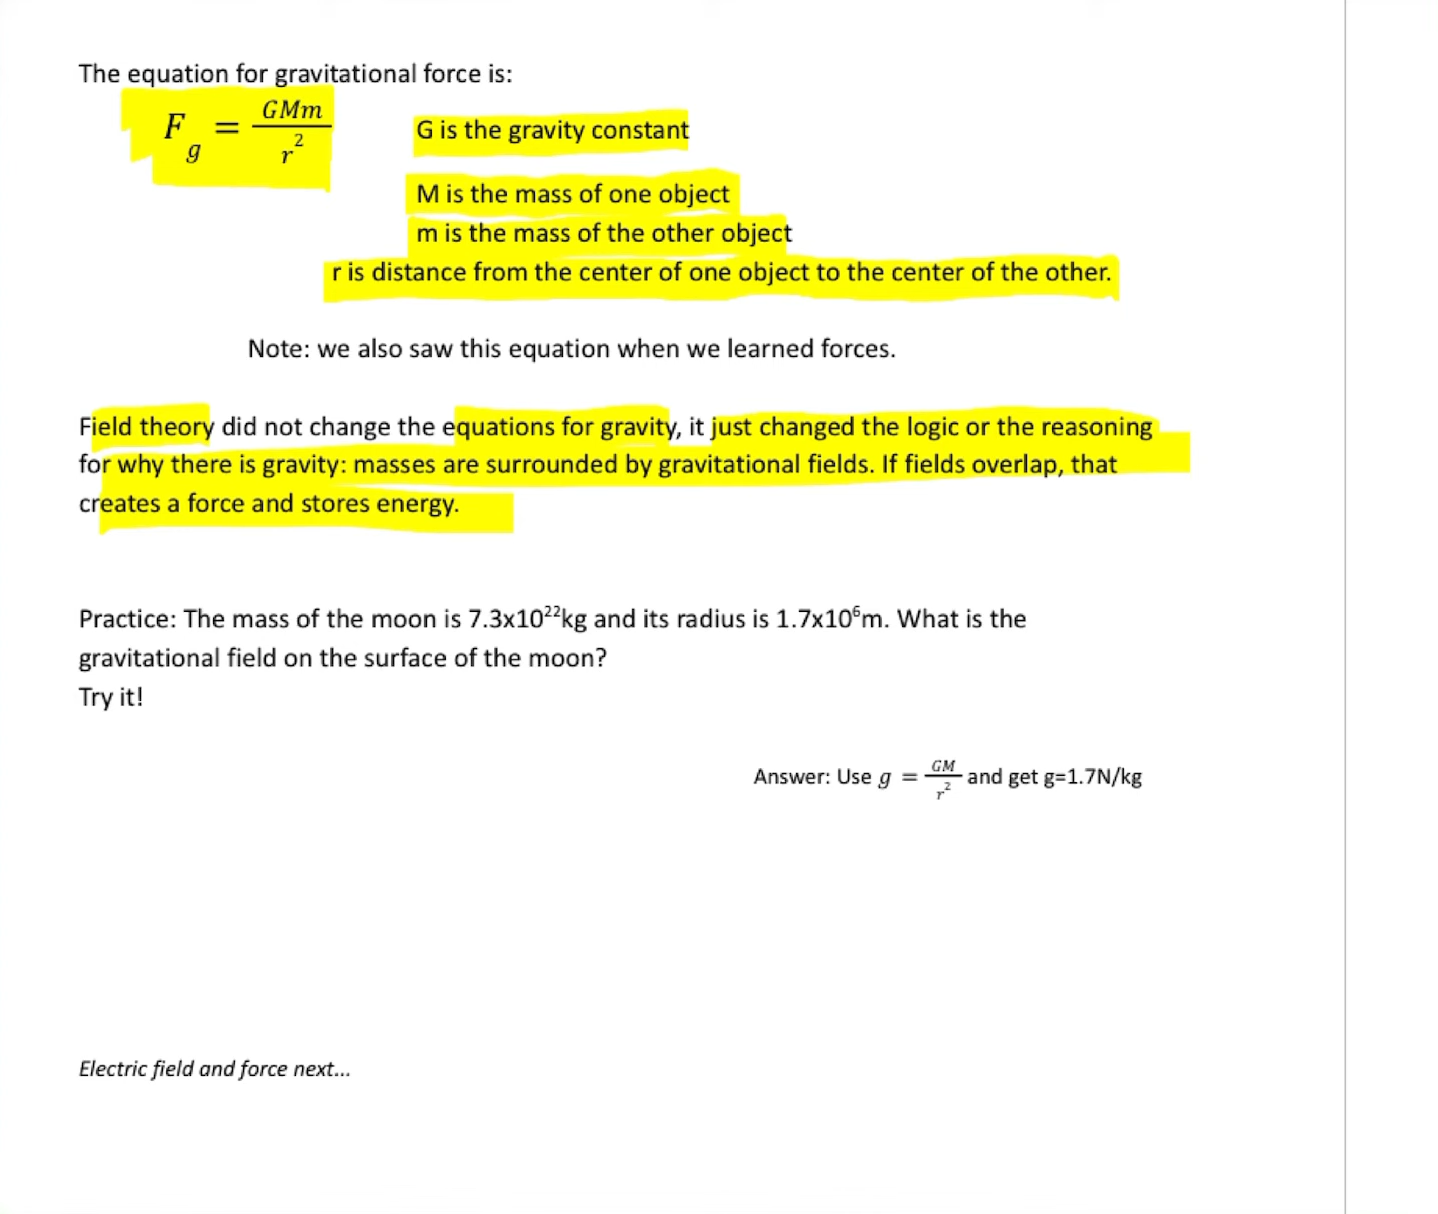 The equation for gravitational force is:
F_g = GMm/r²
G is the gravity constant
M is the mass of one object
m is the mass of the other object
r is distance from the center of one object to the center of the other.
Note: we also saw this equation when we learned forces.
Field theory did not change the equations for gravity, it just changed the logic or the reasoning
for why there is gravity: masses are surrounded by gravitational fields. If fields overlap, that
creates a force and stores energy.
Practice: The mass of the moon is 7.3x10²²kg and its radius is 1.7x10⁶m. What is the
gravitational field on the surface of the moon?
Try it!
Answer: Use g = GM/r² and get g=1.7N/kg
Electric field and force next...